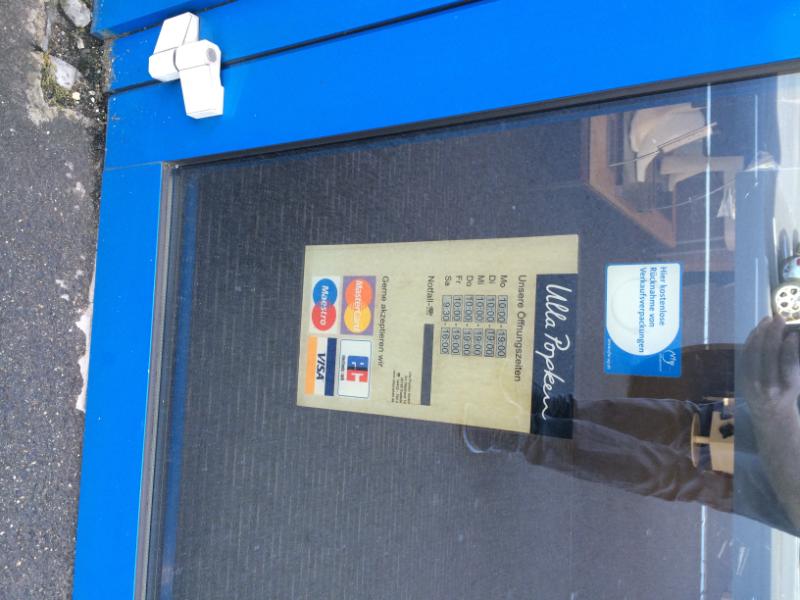 Hier kostenlose
Rücknahme von
Verkaufsverpackungen
Ulla Popken
Unsere Öffnungszeiten
Mo 10:00 - 19:00
Di 10:00 - 19:00
Mi 10:00 - 19:00
Do 10:00 - 19:00
Fr 10:00 - 19:00
Sa 9:30 - 16:00
Notfall-☎
Gerne akzeptieren wir
MasterCard
Maestro
VISA